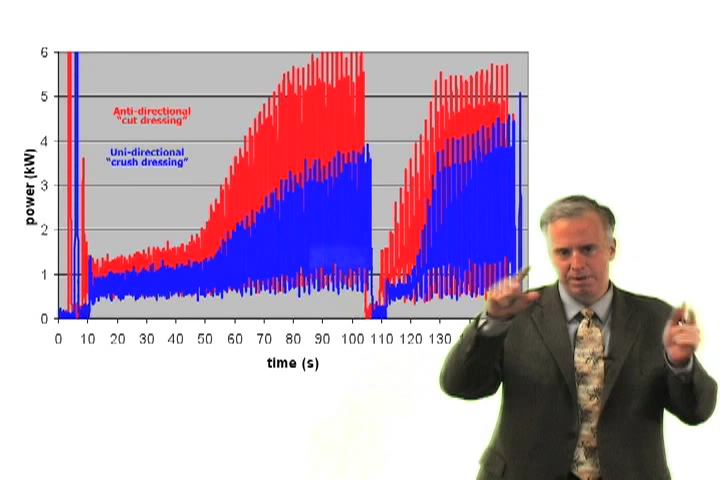 6
Anti-directional
"cut dressing"
5
4
Uni-directional
"crush dressing"
3
2
1
0
power (kW)
0 10 20 30 40 50 60 70 80 90 100 110 120 130
time (s)